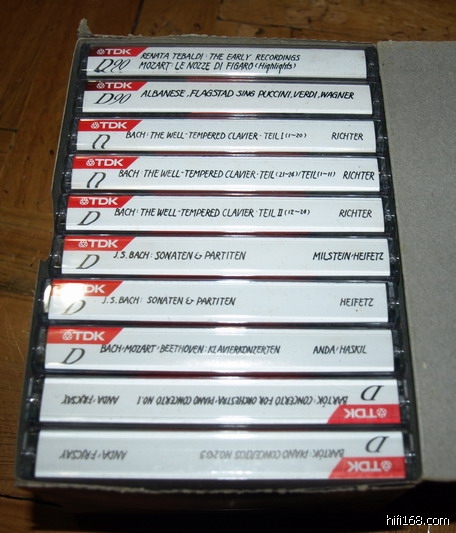 TDK
D90
RENATA TEBALDI : THE EARLY RECORDINGS
MOZART : LE NOZZE DI FIGARO (Highlights)
TDK
D90
ALBANESE , FLAGSTAD SING PUCCINI, VERDI, WAGNER
TDK
D
BACH : THE WELL-TEMPERED CLAVIER - TEIL I (1~20)
RICHTER
TDK
D
BACH : THE WELL-TEMPERED CLAVIER - TEIL (21-24)/TEIL (1~11)
RICHTER
TDK
D
BACH : THE WELL-TEMPERED CLAVIER - TEIL II (12~24)
RICHTER
TDK
D
J.S. BACH : SONATEN & PARTITEN
MILSTEIN·HEIFETZ
TDK
D
J.S. BACH : SONATEN & PARTITEN
HEIFETZ
TDK
D
BACH·MOZART·BEETHOVEN : KLAVIERKONZERTEN
ANDA·HASKIL
TDK
D
BARTÓK : CONCERTO FOR ORCHESTRA·PIANO CONCERTO NO.1
ANDA·FRICSAY
TDK
D
BARTÓK : PIANO CONCERTOS NO.2&3
ANDA·FRICSAY
hifi168.com